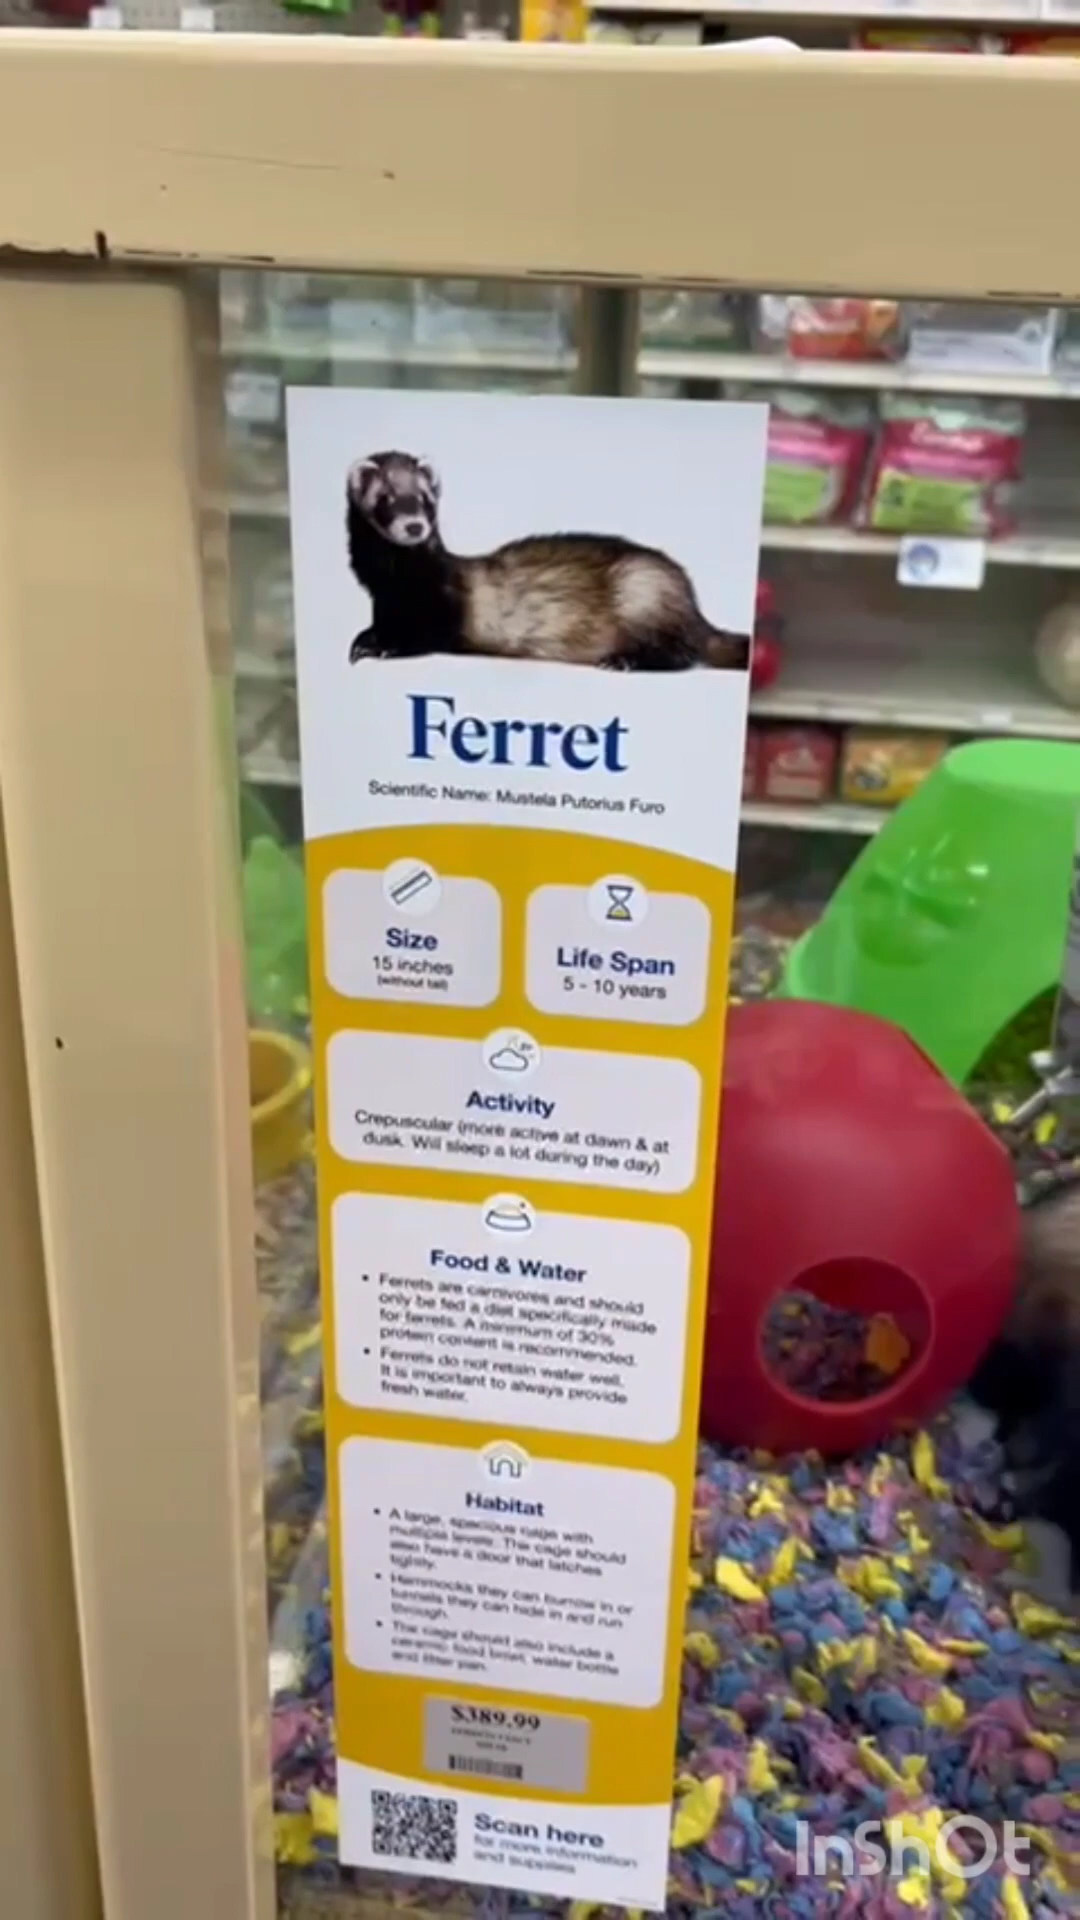 Ferret
Scientific Name: Mustela Putorius Furo
Size
15 inches
(without tail)
Life Span
5 - 10 years
Activity
Crepuscular (more active at dawn & at
dusk. Will sleep a lot during the day)
Food & Water
• Ferrets are carnivores and should
only be fed a diet specifically made
for ferrets. A minimum of 30%
protein content is recommended.
• Ferrets do not retain water well.
It is important to always provide
fresh water.
Habitat
• A large, spacious cage with
multiple levels. The cage should
also have a door that latches
tightly.
• Hammocks they can burrow in or
tunnels they can hide in and run
through.
• The cage should also include a
ceramic food bowl, water bottle
and litter pan.
$389.99
Scan here
for more information
and supplies
InShOt